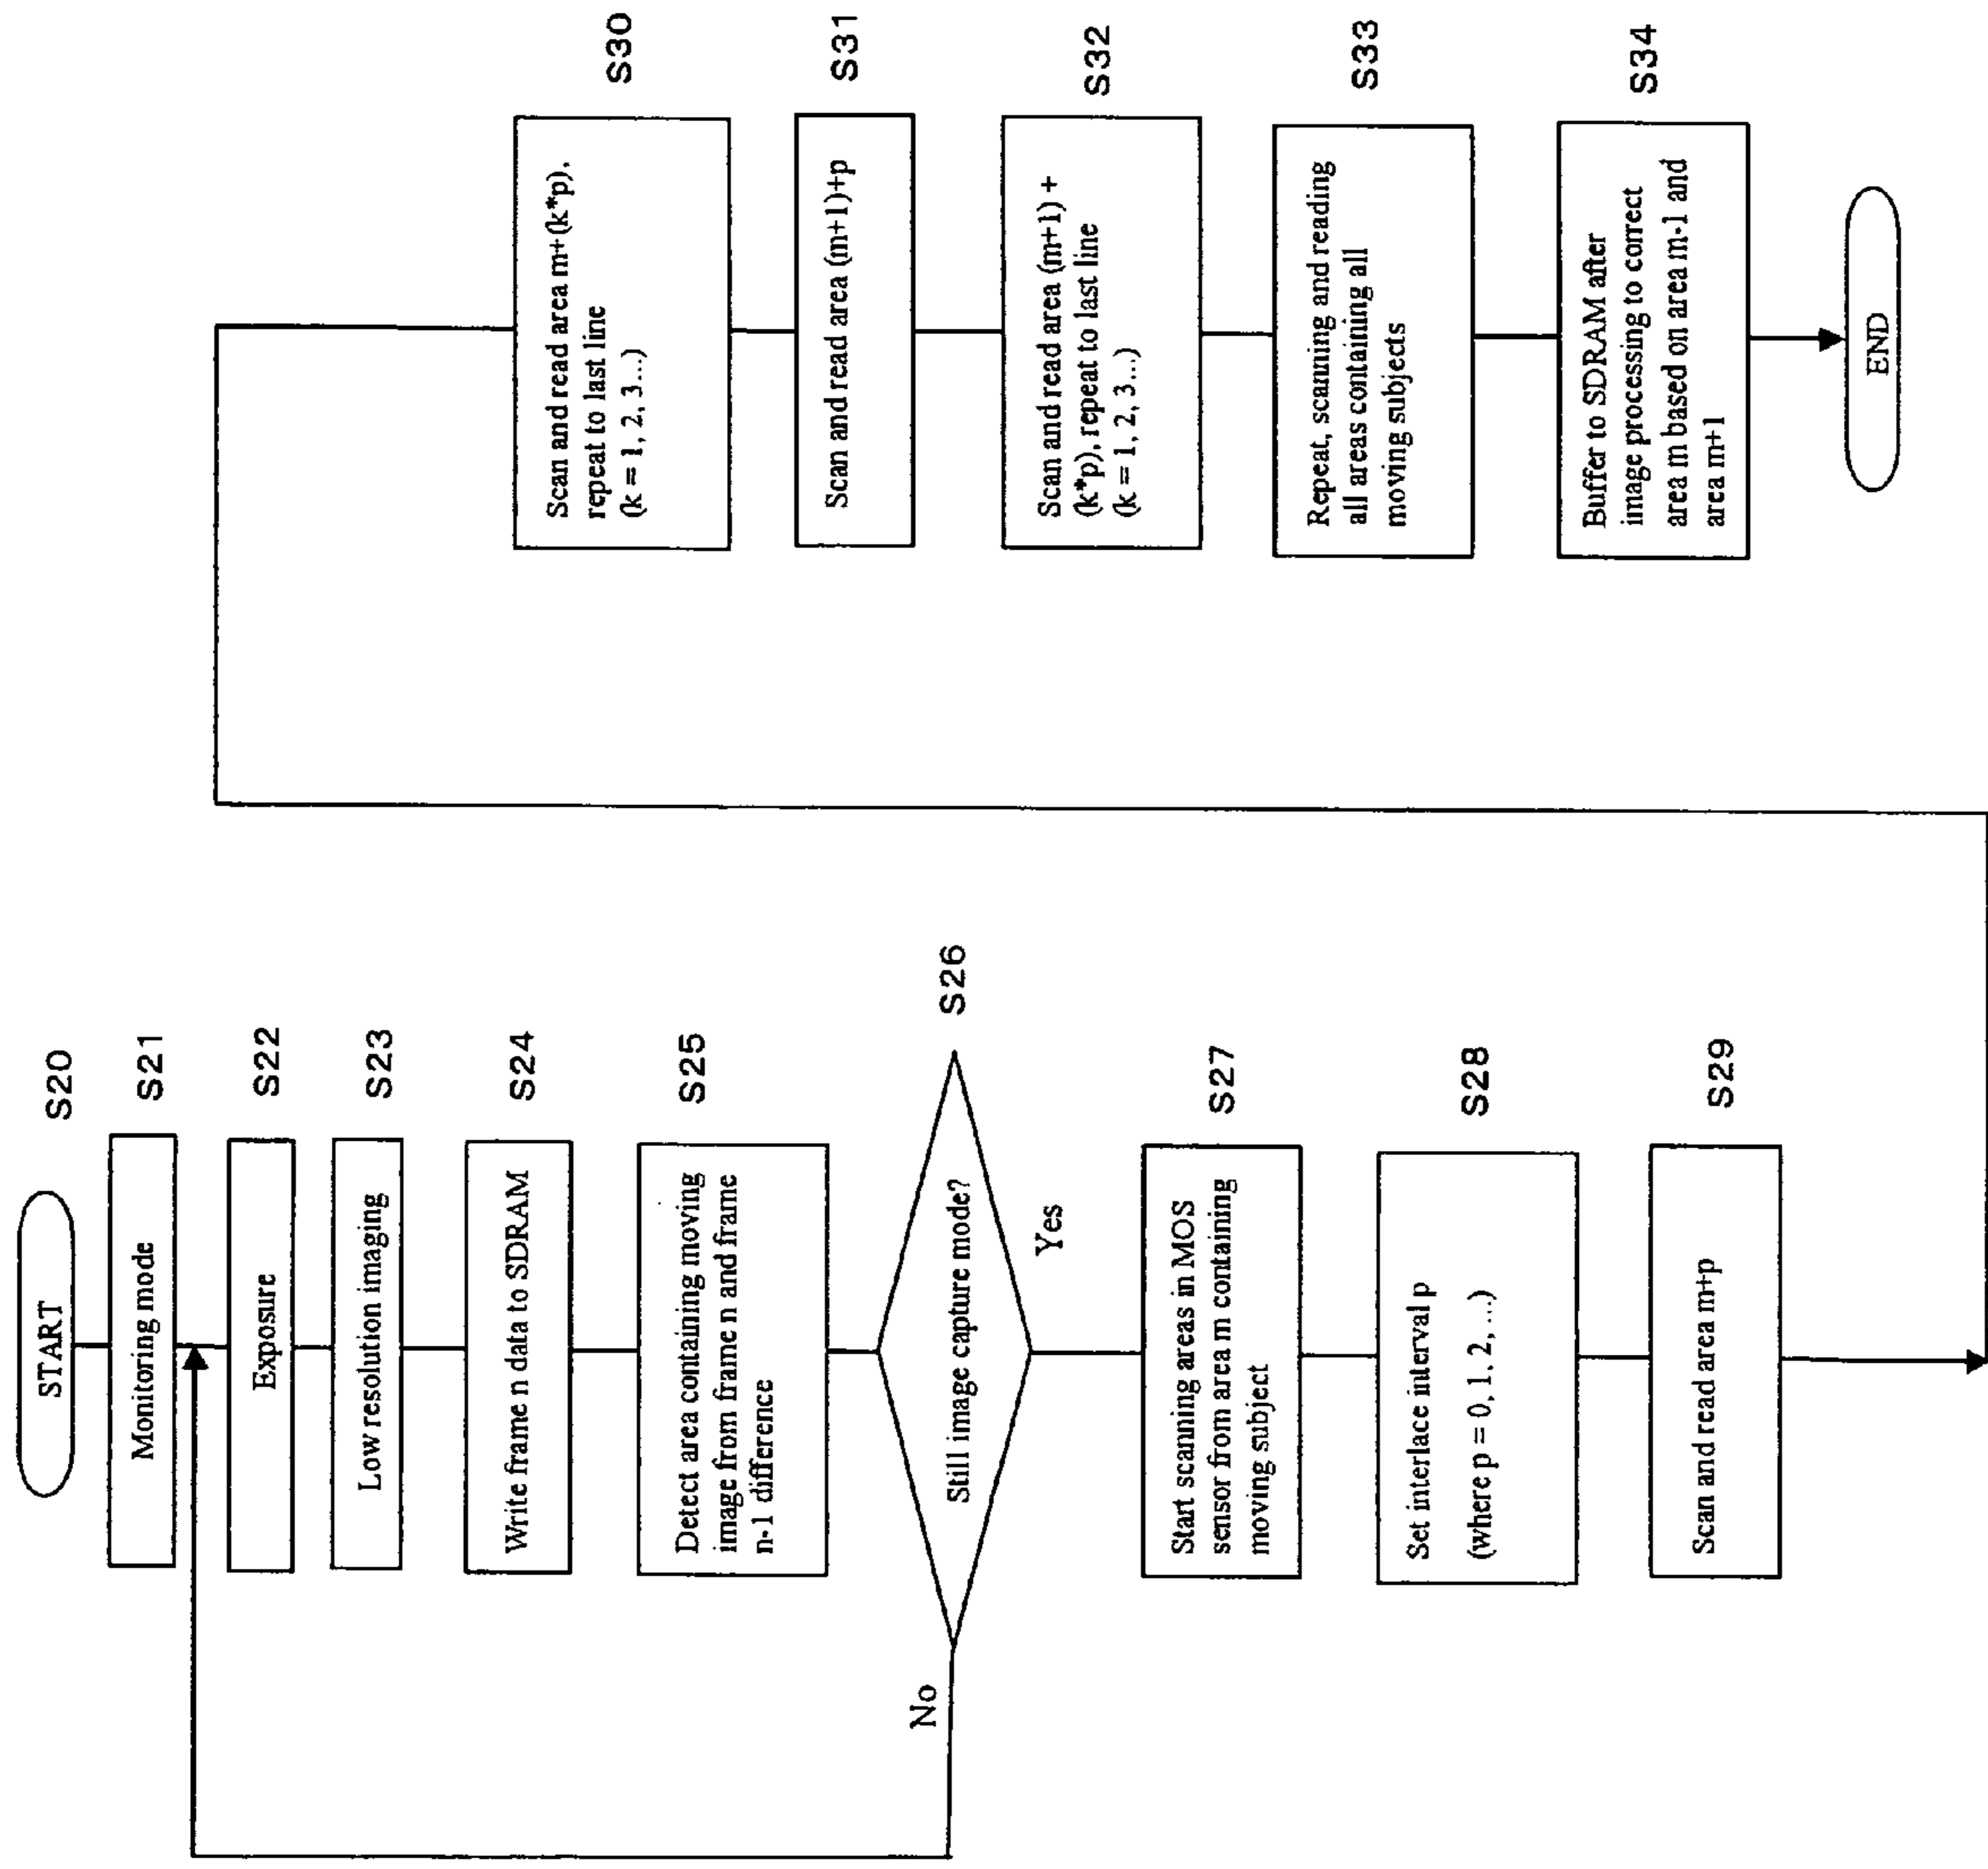 START
S20
Monitoring mode
S21
Exposure
S22
Low resolution imaging
S23
Write frame n data to SDRAM
S24
Detect area containing moving
image from frame n and frame
n-1 difference
S25
Still image capture mode?
S26
No
Yes
Start scanning areas in MOS
sensor from area m containing
moving subject
S27
Set interlace interval p
(where p = 0, 1, 2, ...)
S28
Scan and read area m+p
S29
Scan and read area m+(k*p),
repeat to last line
(k = 1, 2, 3...)
S30
Scan and read area (m+1)+p
S31
Scan and read area (m+1) +
(k*p), repeat to last line
(k = 1, 2, 3...)
S32
Repeat, scanning and reading
all areas containing all
moving subjects
S33
Buffer to SDRAM after
image processing to correct
area m based on area m-1 and
area m+1
S34
END